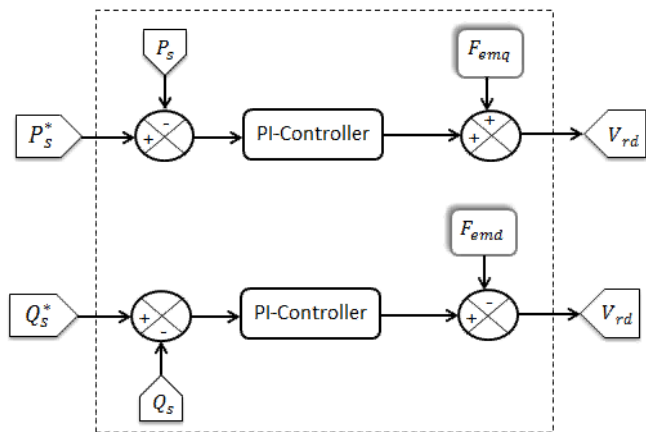 P_s
F_emq
P_s^*
-
+
PI-Controller
+
+
V_rd
F_emd
Q_s^*
+
-
PI-Controller
+
-
V_rd
Q_s